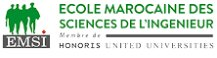 ECOLE MAROCAINE DES
SCIENCES DE L'INGENIEUR
Membre de
EMSI
HONORIS UNITED UNIVERSITIES